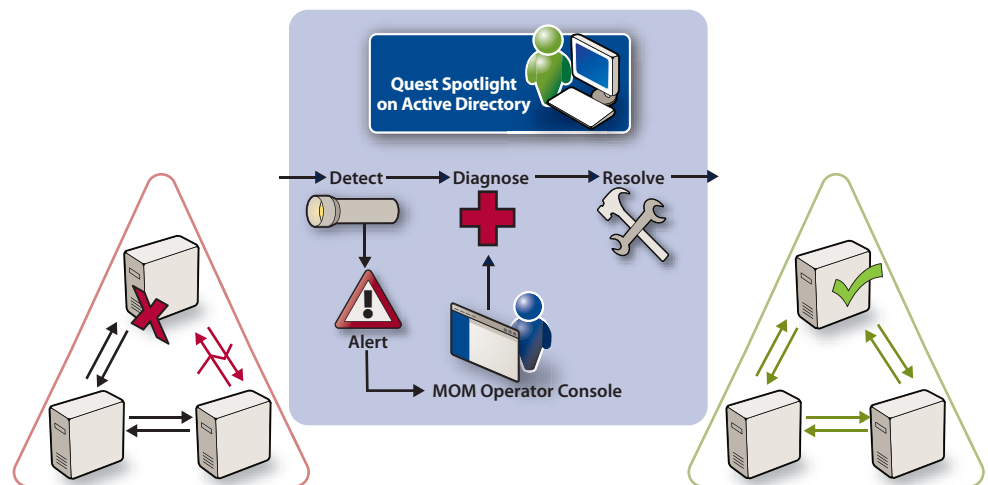 Quest Spotlight
on Active Directory
Detect
Diagnose
Resolve
Alert
MOM Operator Console